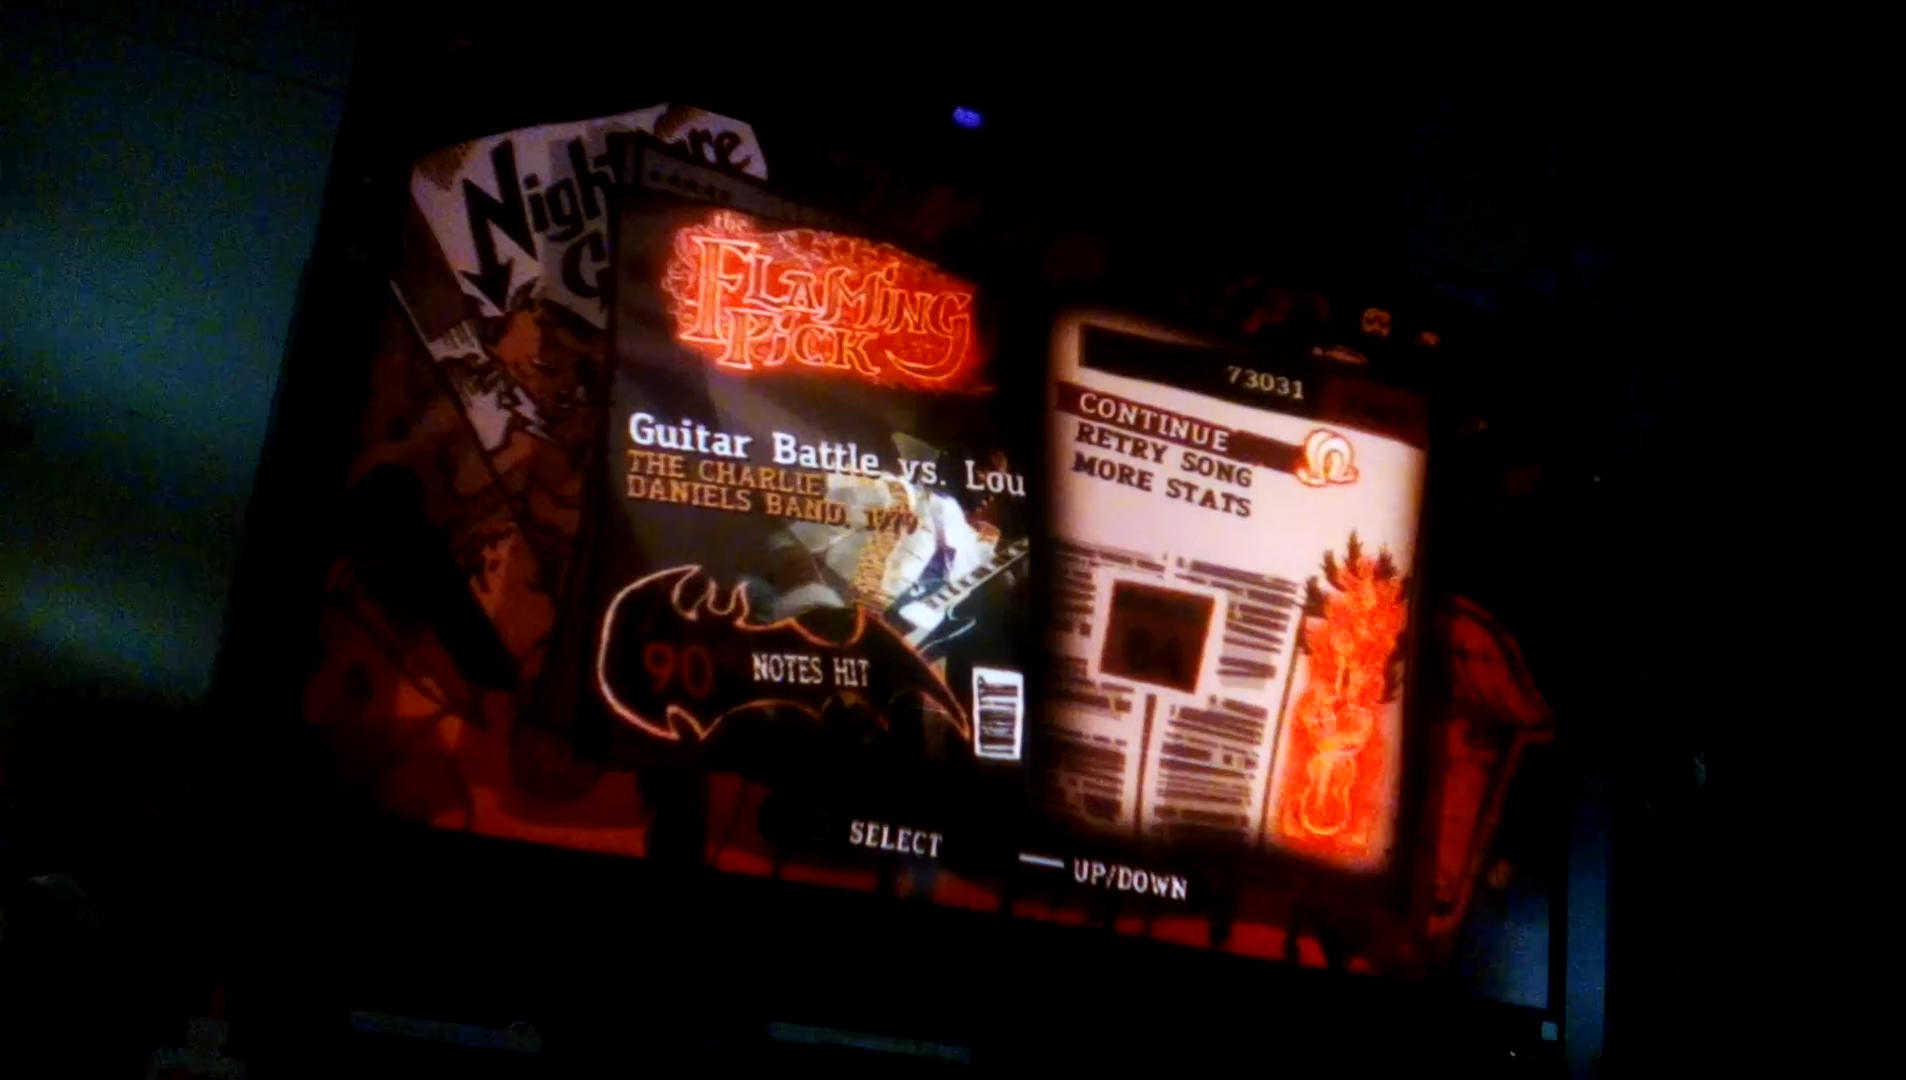 the
FLAMING
PICK
Guitar Battle vs. Lou
THE CHARLIE
DANIELS BAND, 1979
90 NOTES HIT
73031
CONTINUE
RETRY SONG
MORE STATS
SELECT
UP/DOWN